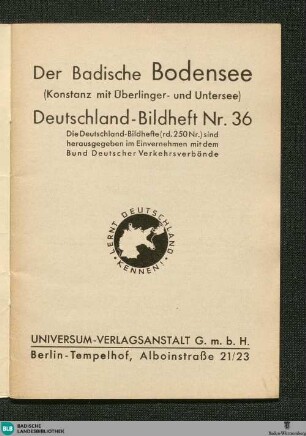 Der Badische Bodensee
(Konstanz mit Überlinger- und Untersee)
Deutschland-Bildheft Nr. 36
Die Deutschland-Bildhefte (rd. 250 Nr.) sind
herausgegeben im Einvernehmen mit dem
Bund Deutscher Verkehrsverbände
LERNT DEUTSCHLAND
KENNEN!
UNIVERSUM-VERLAGSANSTALT G. m. b. H.
Berlin-Tempelhof, Alboinstraße 21/23
BLB
BADISCHE
LANDESBIBLIOTHEK
Baden-Württemberg